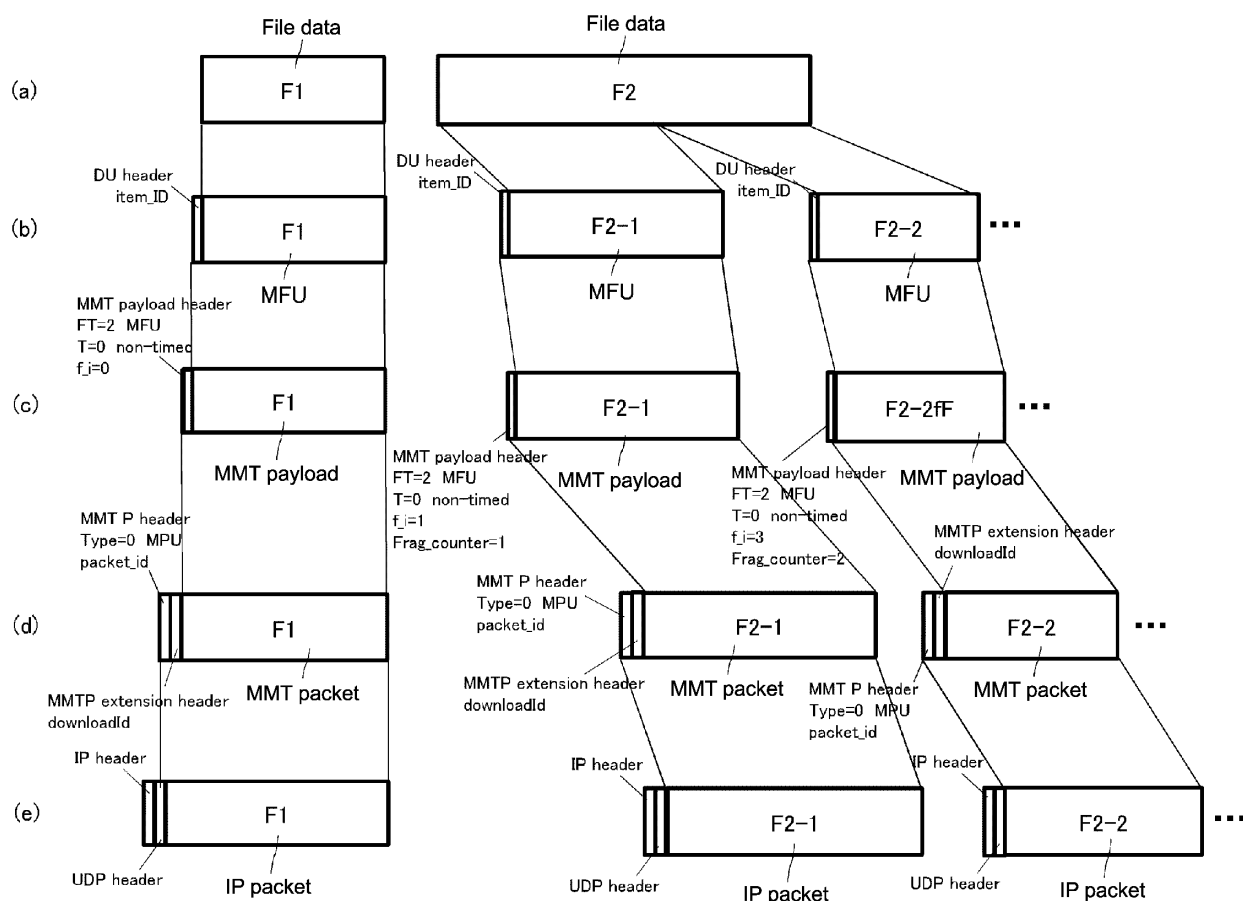 File data
File data
(a)
F1
F2
DU header
item_ID
DU header
item_ID
DU header
item_ID
(b)
F1
F2-1
F2-2
...
MFU
MFU
MFU
MMT payload header
FT=2 MFU
T=0 non-timed
f_i=0
(c)
F1
F2-1
F2-2fF
...
MMT payload
MMT payload header
FT=2 MFU
T=0 non-timed
f_i=1
Frag_counter=1
MMT payload
MMT payload header
FT=2 MFU
T=0 non-timed
f_i=3
Frag_counter=2
MMT payload
MMT P header
Type=0 MPU
packet_id
MMT P header
Type=0 MPU
packet_id
MMTP extension header
downloadId
(d)
F1
F2-1
F2-2
...
MMT packet
MMTP extension header
downloadId
MMT packet
MMTP extension header
downloadId
MMT packet
MMT P header
Type=0 MPU
packet_id
IP header
IP header
IP header
(e)
F1
F2-1
F2-2
...
UDP header
IP packet
UDP header
IP packet
UDP header
IP packet